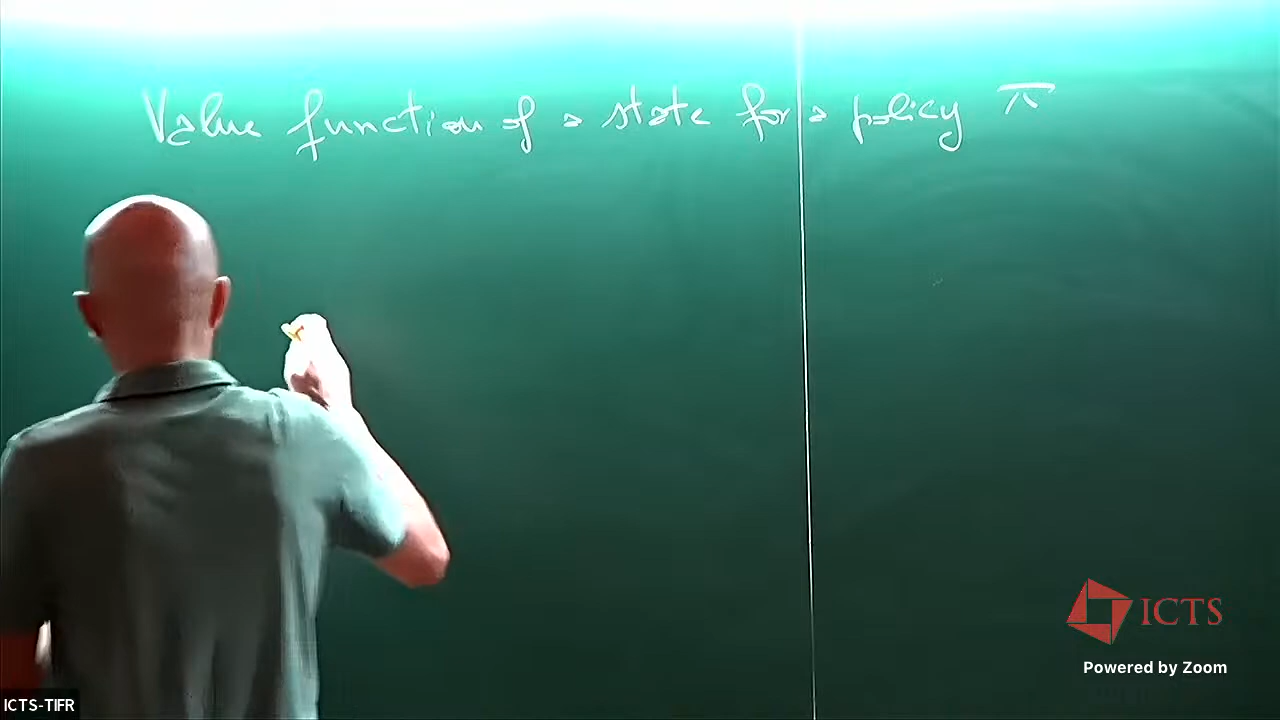 Value function of a state for a policy π
ICTS
Powered by Zoom
ICTS-TIFR